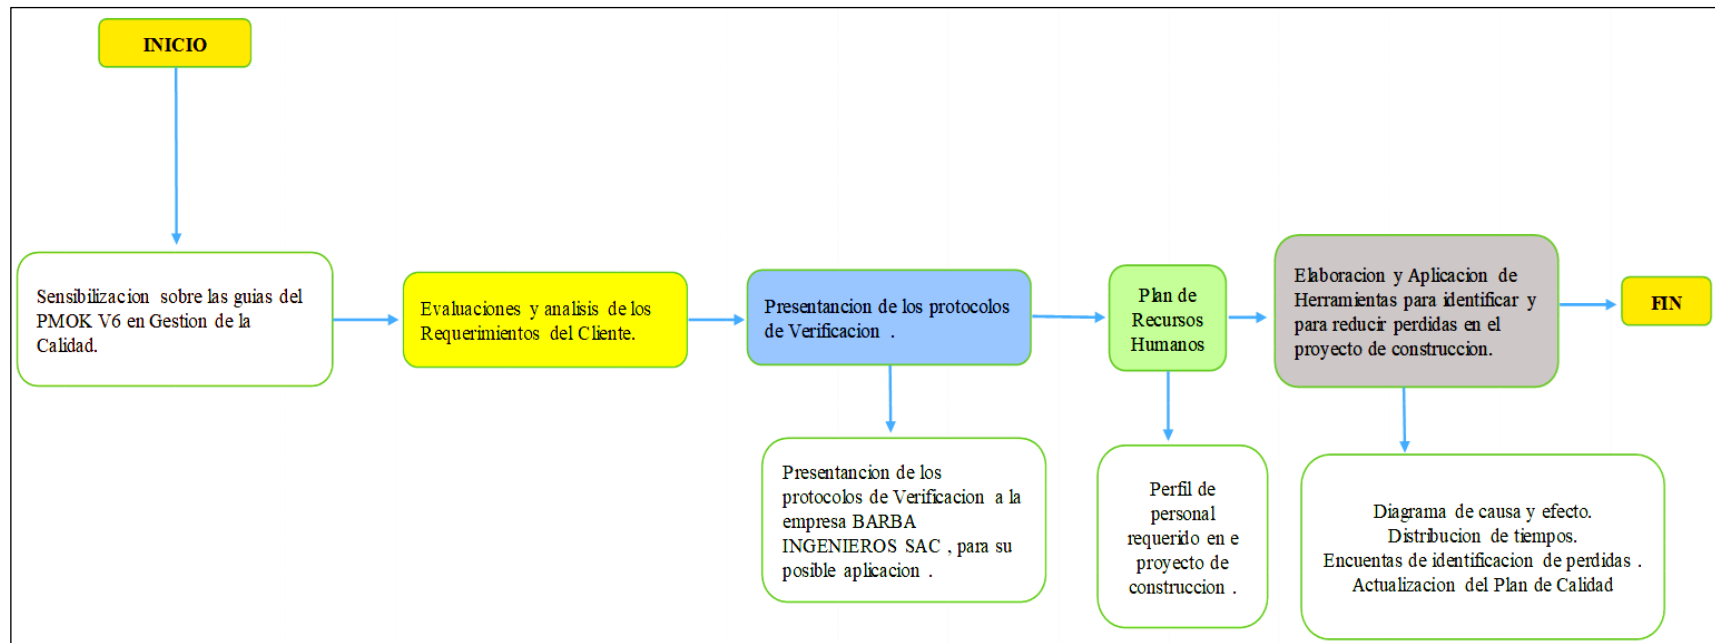 INICIO
Sensibilizacion sobre las guias del
PMOK V6 en Gestion de la
Calidad.
Evaluaciones y analisis de los
Requerimientos del Cliente.
Presentancion de los protocolos
de Verificacion .
Plan de
Recursos
Humanos
Elaboracion y Aplicacion de
Herramientas para identificar y
para reducir perdidas en el
proyecto de construccion.
FIN
Presentancion de los
protocolos de Verificacion a la
empresa BARBA
INGENIEROS SAC , para su
posible aplicacion .
Perfil de
personal
requerido en e
proyecto de
construccion .
Diagrama de causa y efecto.
Distribucion de tiempos.
Encuentas de identificacion de perdidas .
Actualizacion del Plan de Calidad